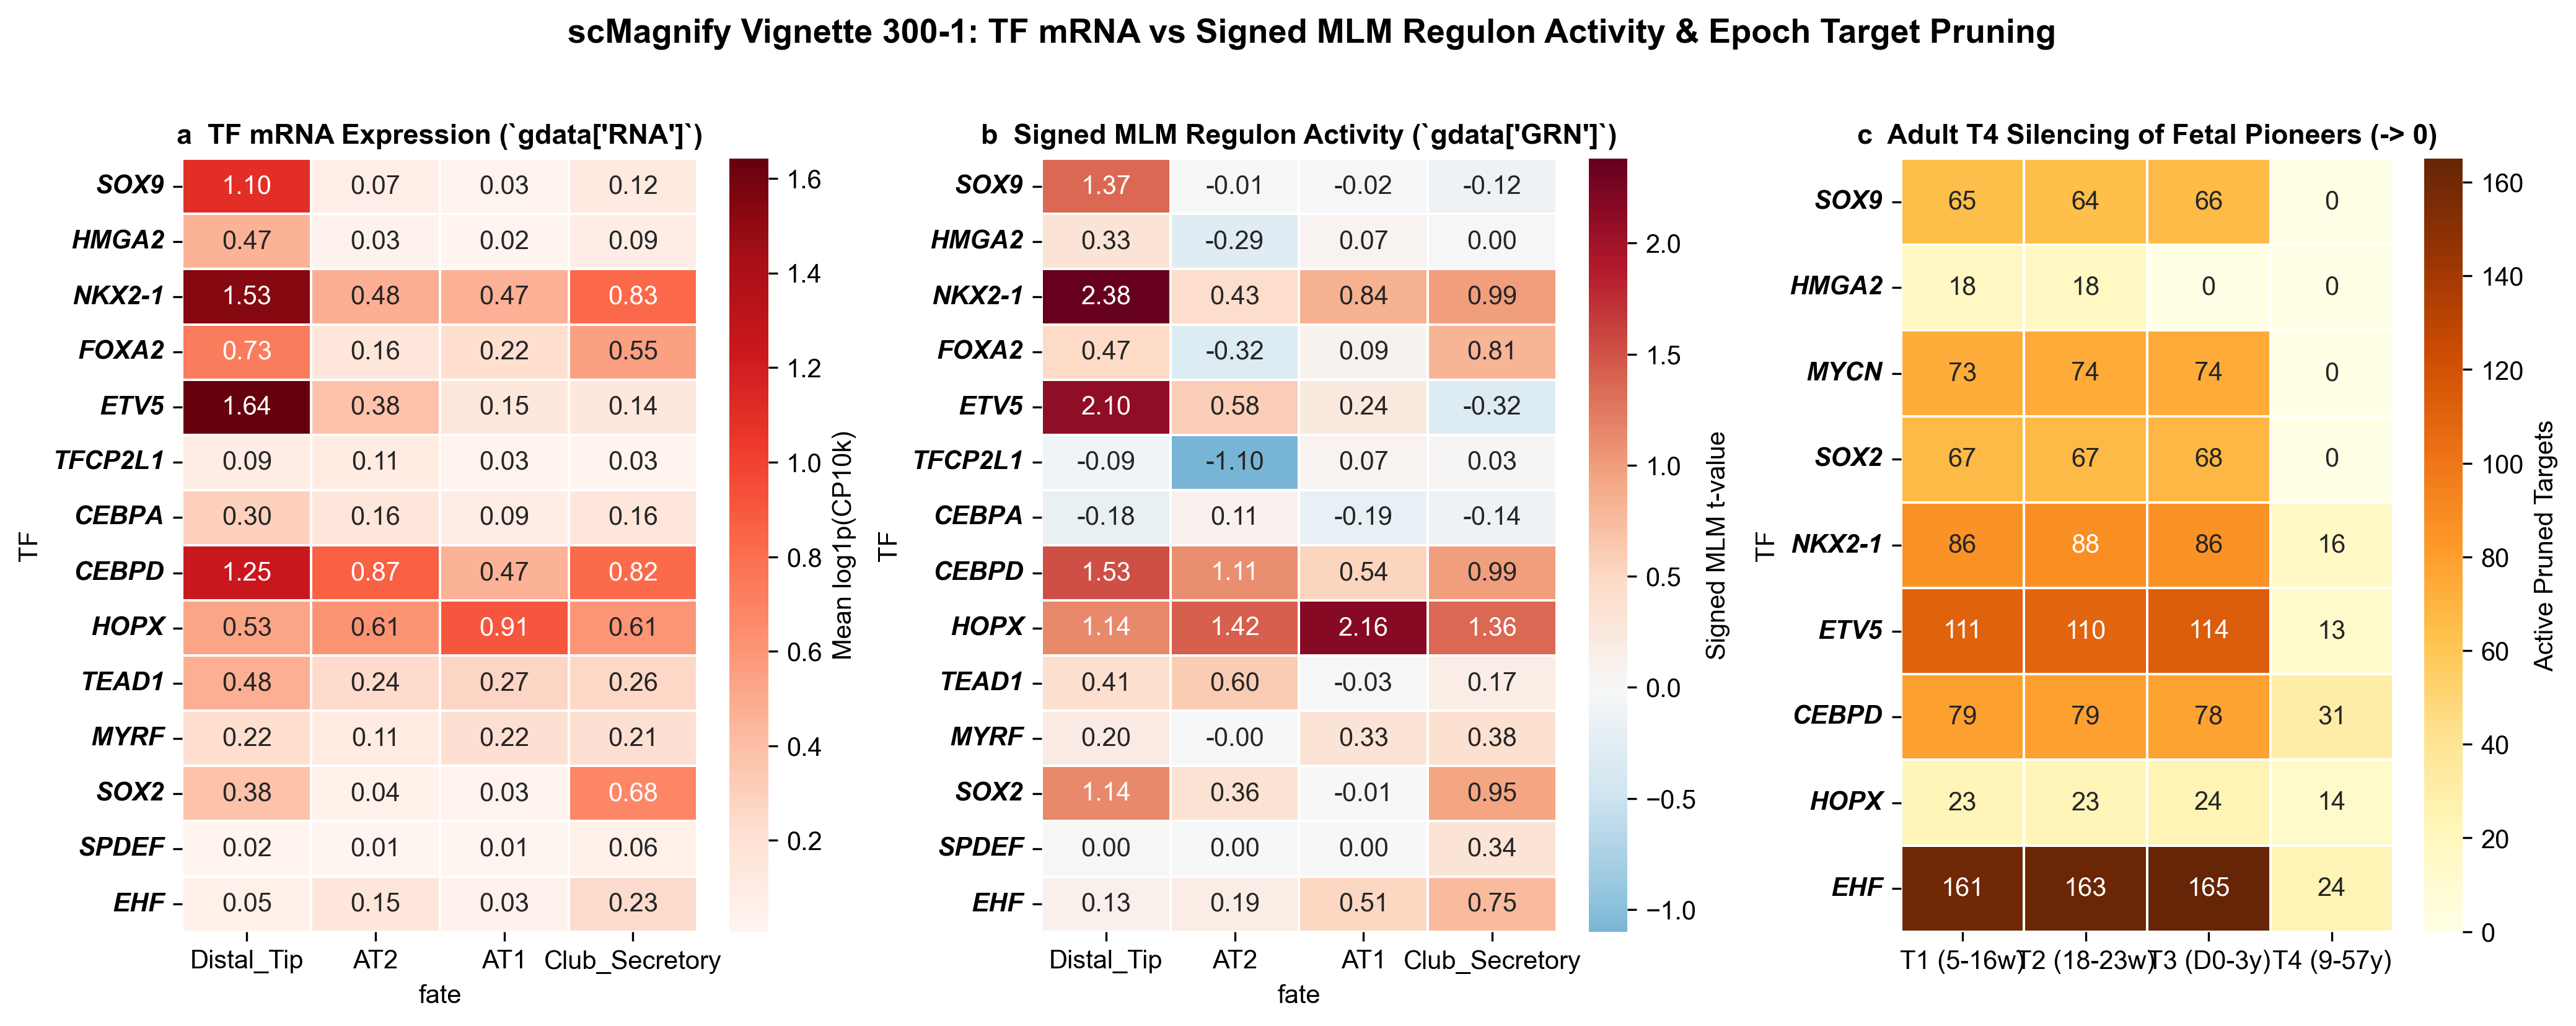 scMagnify Vignette 300-1: TF mRNA vs Signed MLM Regulon Activity & Epoch Target Pruning
a TF mRNA Expression (`gdata['RNA']`)
TF
SOX9 1.10 0.07 0.03 0.12
HMGA2 0.47 0.03 0.02 0.09
NKX2-1 1.53 0.48 0.47 0.83
FOXA2 0.73 0.16 0.22 0.55
ETV5 1.64 0.38 0.15 0.14
TFCP2L1 0.09 0.11 0.03 0.03
CEBPA 0.30 0.16 0.09 0.16
CEBPD 1.25 0.87 0.47 0.82
HOPX 0.53 0.61 0.91 0.61
TEAD1 0.48 0.24 0.27 0.26
MYRF 0.22 0.11 0.22 0.21
SOX2 0.38 0.04 0.03 0.68
SPDEF 0.02 0.01 0.01 0.06
EHF 0.05 0.15 0.03 0.23
Distal_Tip AT2 AT1 Club_Secretory
fate
1.6
1.4
1.2
1.0
0.8
0.6
0.4
0.2
Mean log1p(CP10k)
b Signed MLM Regulon Activity (`gdata['GRN']`)
TF
SOX9 1.37 -0.01 -0.02 -0.12
HMGA2 0.33 -0.29 0.07 0.00
NKX2-1 2.38 0.43 0.84 0.99
FOXA2 0.47 -0.32 0.09 0.81
ETV5 2.10 0.58 0.24 -0.32
TFCP2L1 -0.09 -1.10 0.07 0.03
CEBPA -0.18 0.11 -0.19 -0.14
CEBPD 1.53 1.11 0.54 0.99
HOPX 1.14 1.42 2.16 1.36
TEAD1 0.41 0.60 -0.03 0.17
MYRF 0.20 -0.00 0.33 0.38
SOX2 1.14 0.36 -0.01 0.95
SPDEF 0.00 0.00 0.00 0.34
EHF 0.13 0.19 0.51 0.75
Distal_Tip AT2 AT1 Club_Secretory
fate
2.0
1.5
1.0
0.5
0.0
−0.5
−1.0
Signed MLM t-value
c Adult T4 Silencing of Fetal Pioneers (-> 0)
TF
SOX9 65 64 66 0
HMGA2 18 18 0 0
MYCN 73 74 74 0
SOX2 67 67 68 0
NKX2-1 86 88 86 16
ETV5 111 110 114 13
CEBPD 79 79 78 31
HOPX 23 23 24 14
EHF 161 163 165 24
T1 (5-16w) T2 (18-23w) T3 (D0-3y) T4 (9-57y)
160
140
120
100
80
60
40
20
0
Active Pruned Targets